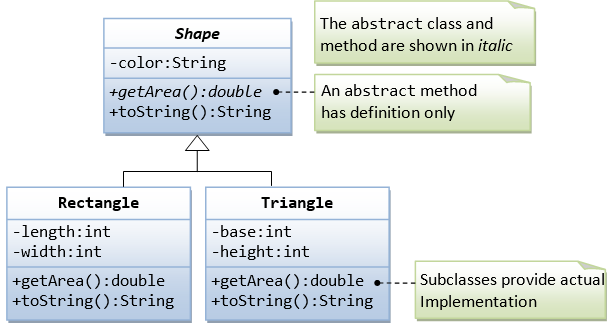 Shape
-color:String
+getArea():double
+toString():String
The abstract class and
method are shown in italic
An abstract method
has definition only
Rectangle
-length:int
-width:int
+getArea():double
+toString():String
Triangle
-base:int
-height:int
+getArea():double
+toString():String
Subclasses provide actual
Implementation